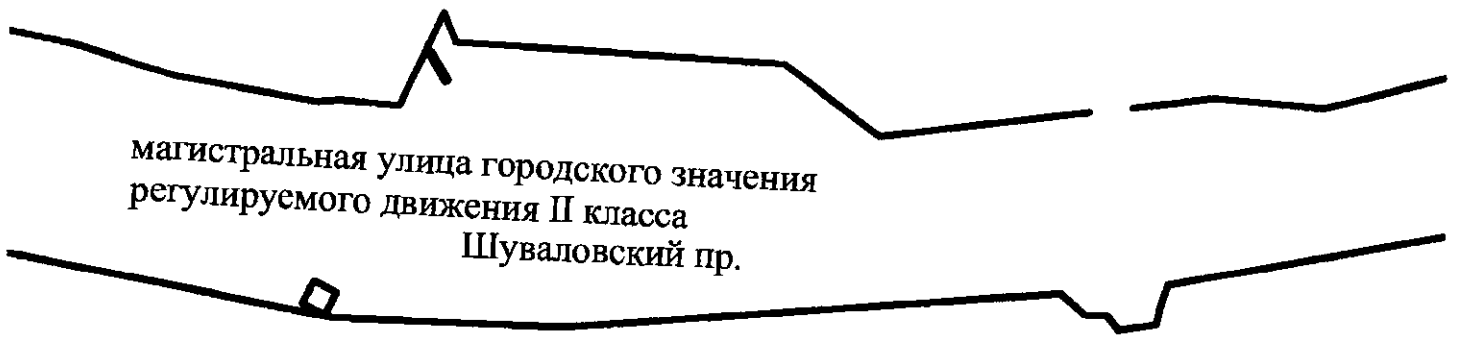 магистральная улица городского значения
регулируемого движения II класса
Шуваловский пр.